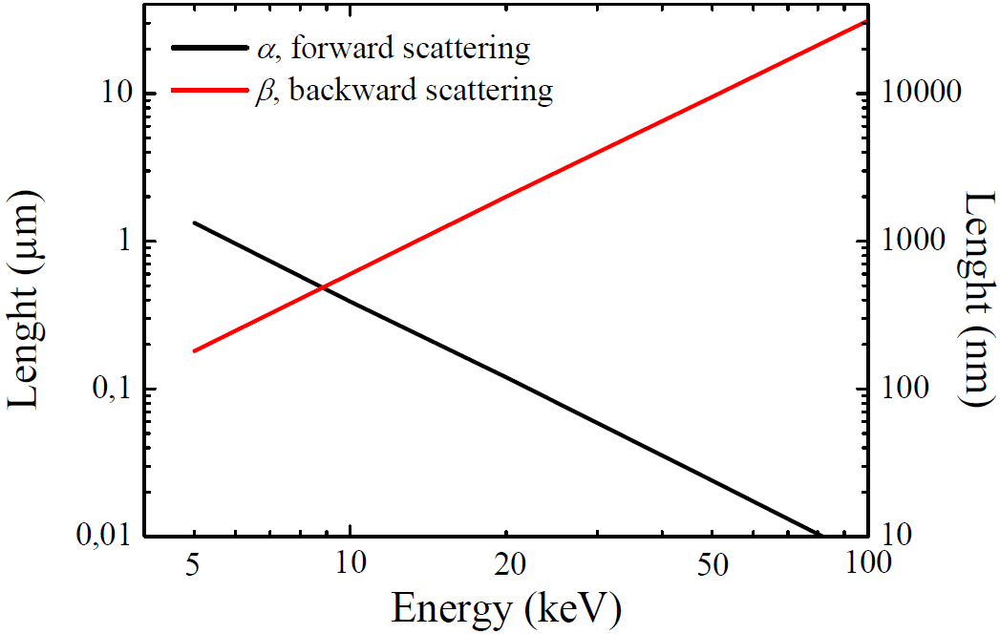 α, forward scattering
β, backward scattering
Lenght (μm)
10
1
0,1
0,01
10000
1000
100
10
Lenght (nm)
5
10
20
50
100
Energy (keV)